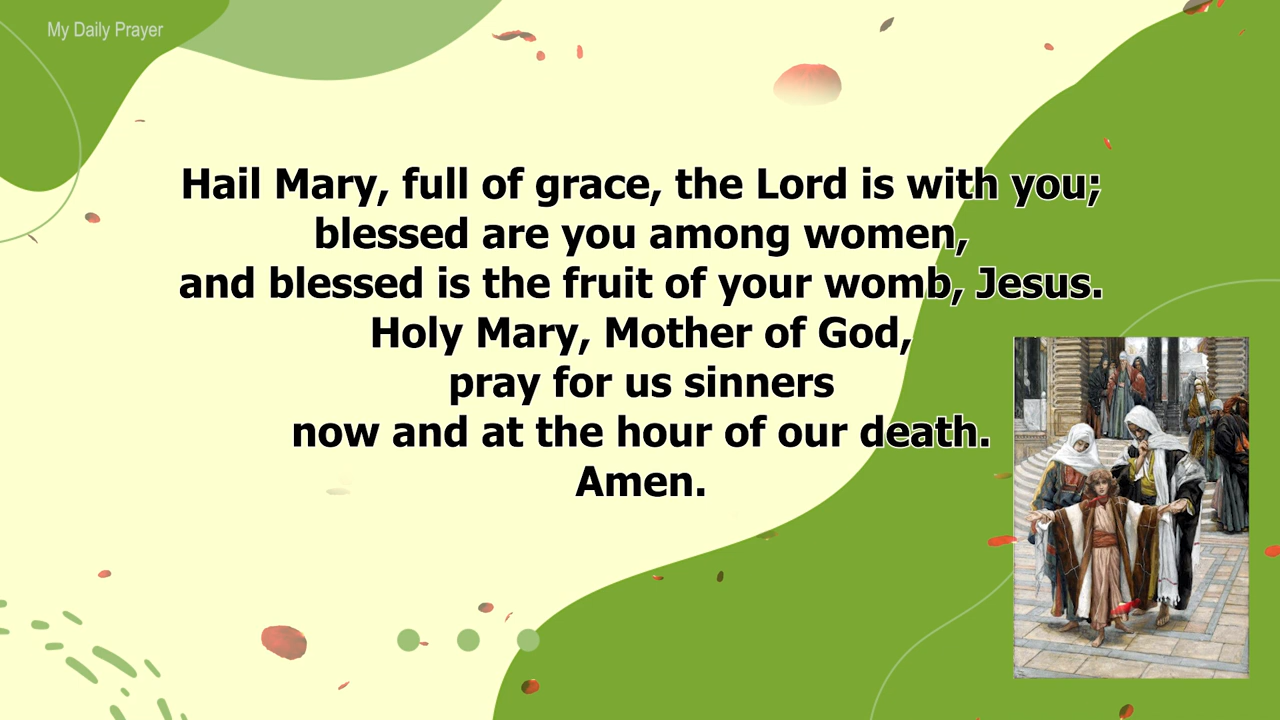 My Daily Prayer
Hail Mary, full of grace, the Lord is with you;
blessed are you among women,
and blessed is the fruit of your womb, Jesus.
Holy Mary, Mother of God,
pray for us sinners
now and at the hour of our death.
Amen.